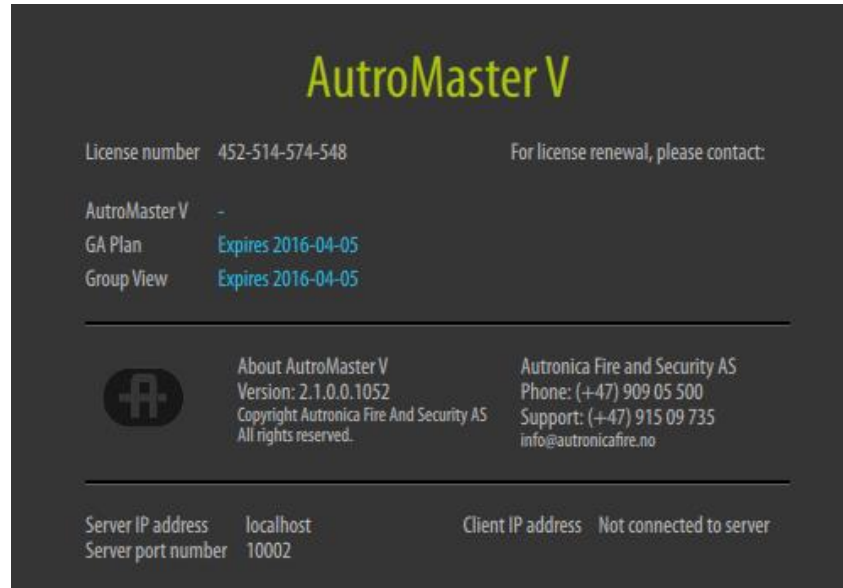 AutroMaster V
License number 452-514-574-548 For license renewal, please contact:
AutroMaster V -
GA Plan Expires 2016-04-05
Group View Expires 2016-04-05
About AutroMaster V
Version: 2.1.0.0.1052
Copyright Autronica Fire And Security AS
All rights reserved.
Autronica Fire and Security AS
Phone: (+47) 909 05 500
Support: (+47) 915 09 735
info@autronicafire.no
Server IP address localhost Client IP address Not connected to server
Server port number 10002